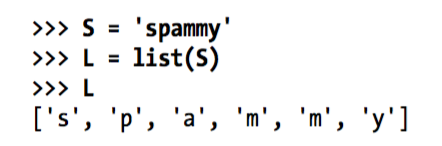 >>> S = 'spammy'
>>> L = list(S)
>>> L
['s', 'p', 'a', 'm', 'm', 'y']